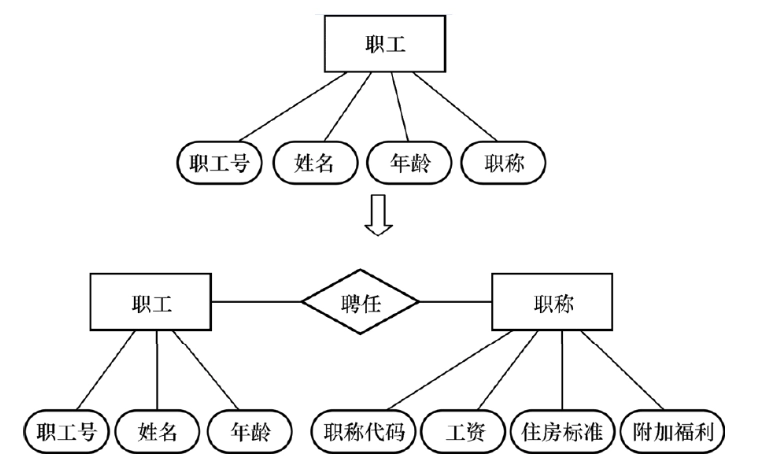 职工
职工号 姓名 年龄 职称
职工 聘任 职称
职工号 姓名 年龄 职称代码 工资 住房标准 附加福利